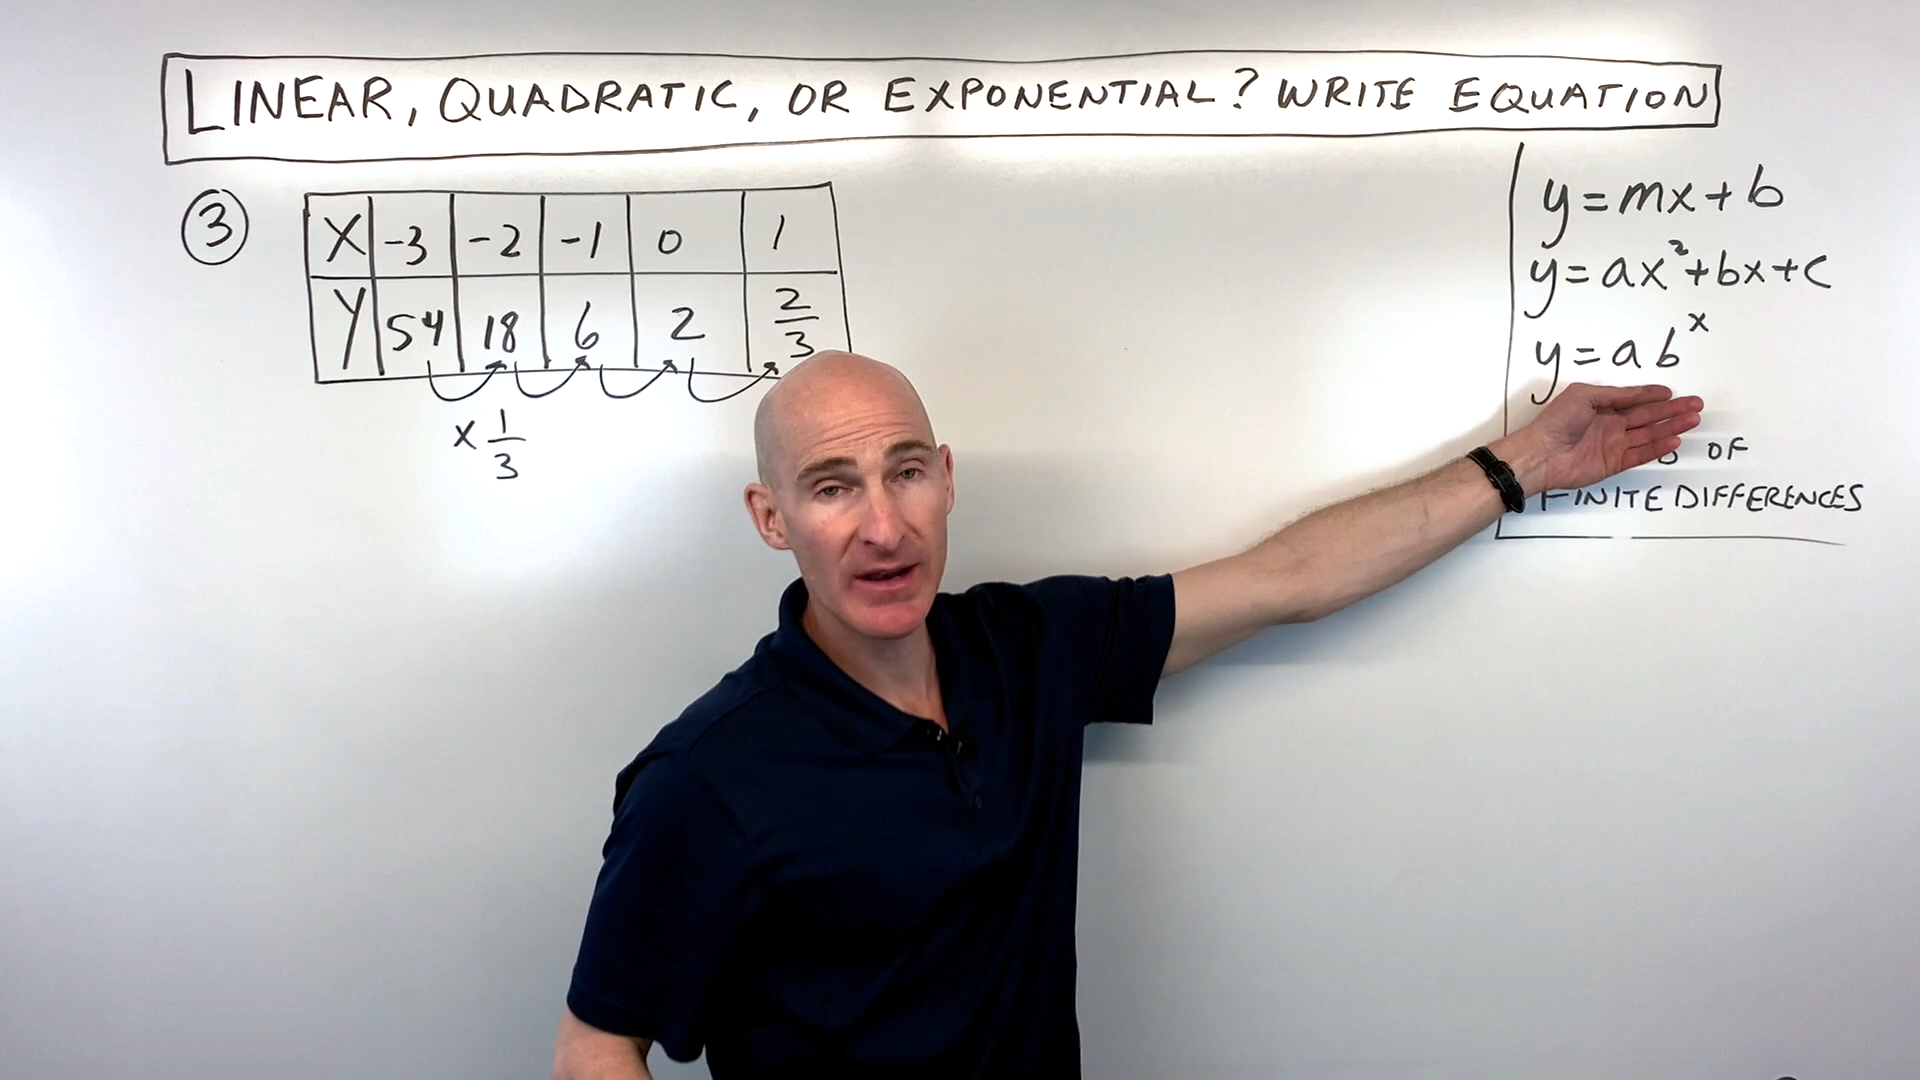 LINEAR, QUADRATIC, OR EXPONENTIAL? WRITE EQUATION
3
X -3 -2 -1 0 1
Y 54 18 6 2 2/3
x 1/3
y = mx + b
y = ax²+bx+c
y = ab^x
OF
FINITE DIFFERENCES